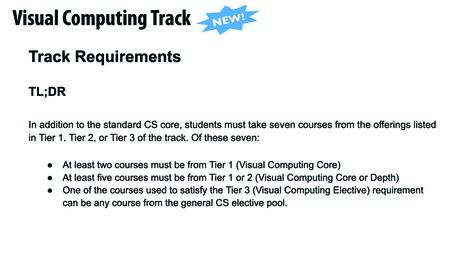 Visual Computing Track NEW!
Track Requirements
TL;DR
In addition to the standard CS core, students must take seven courses from the offerings listed
in Tier 1, Tier 2, or Tier 3 of the track. Of these seven:
● At least two courses must be from Tier 1 (Visual Computing Core)
● At least five courses must be from Tier 1 or 2 (Visual Computing Core or Depth)
● One of the courses used to satisfy the Tier 3 (Visual Computing Elective) requirement
can be any course from the general CS elective pool.